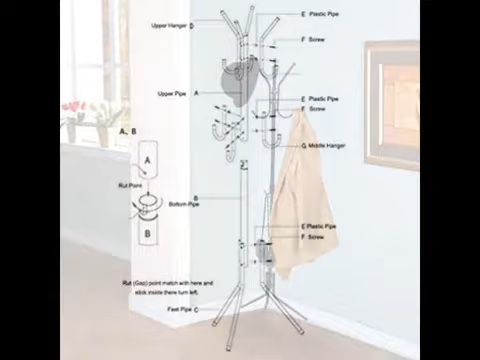 E Plastic Pipe
Upper Hanger D
F Screw
Upper Pipe A
E Plastic Pipe
F Screw
A、B
G Middle Hanger
A
Rut Point
B
Bottom Pipe
B
E Plastic Pipe
F Screw
Rut (Gap) point match with here and
stick inside there turn left.
Feet Pipe C